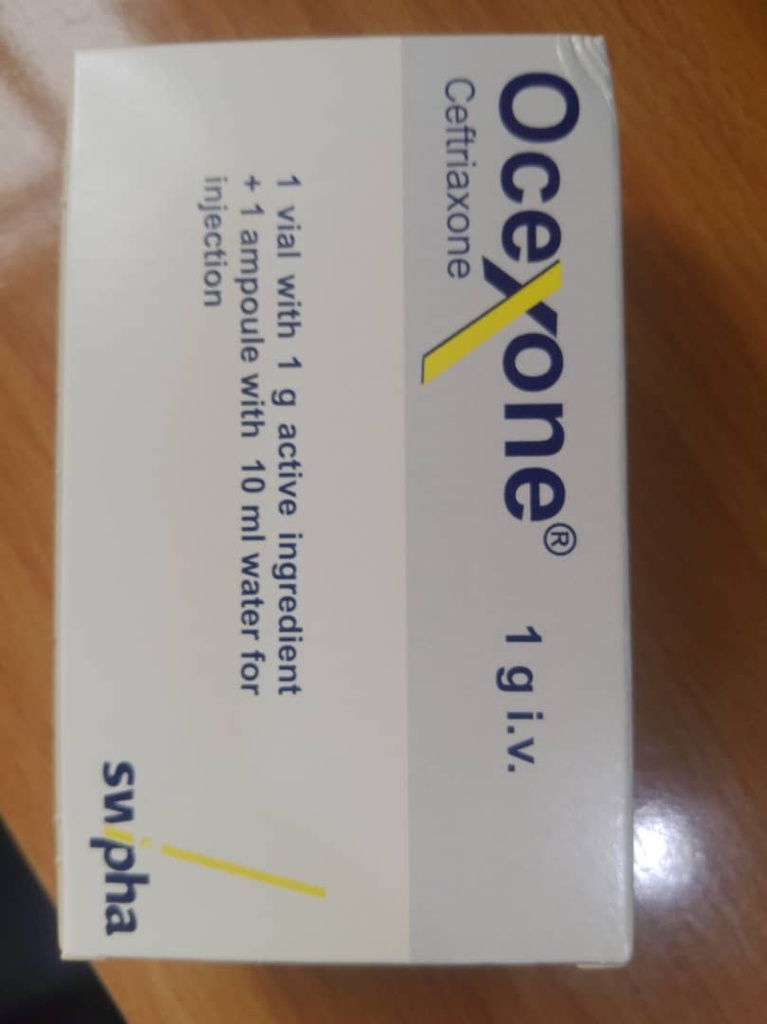 Ocexone® 1 g i.v.
Ceftriaxone
1 vial with 1 g active ingredient
+ 1 ampoule with 10 ml water for
injection
swipha